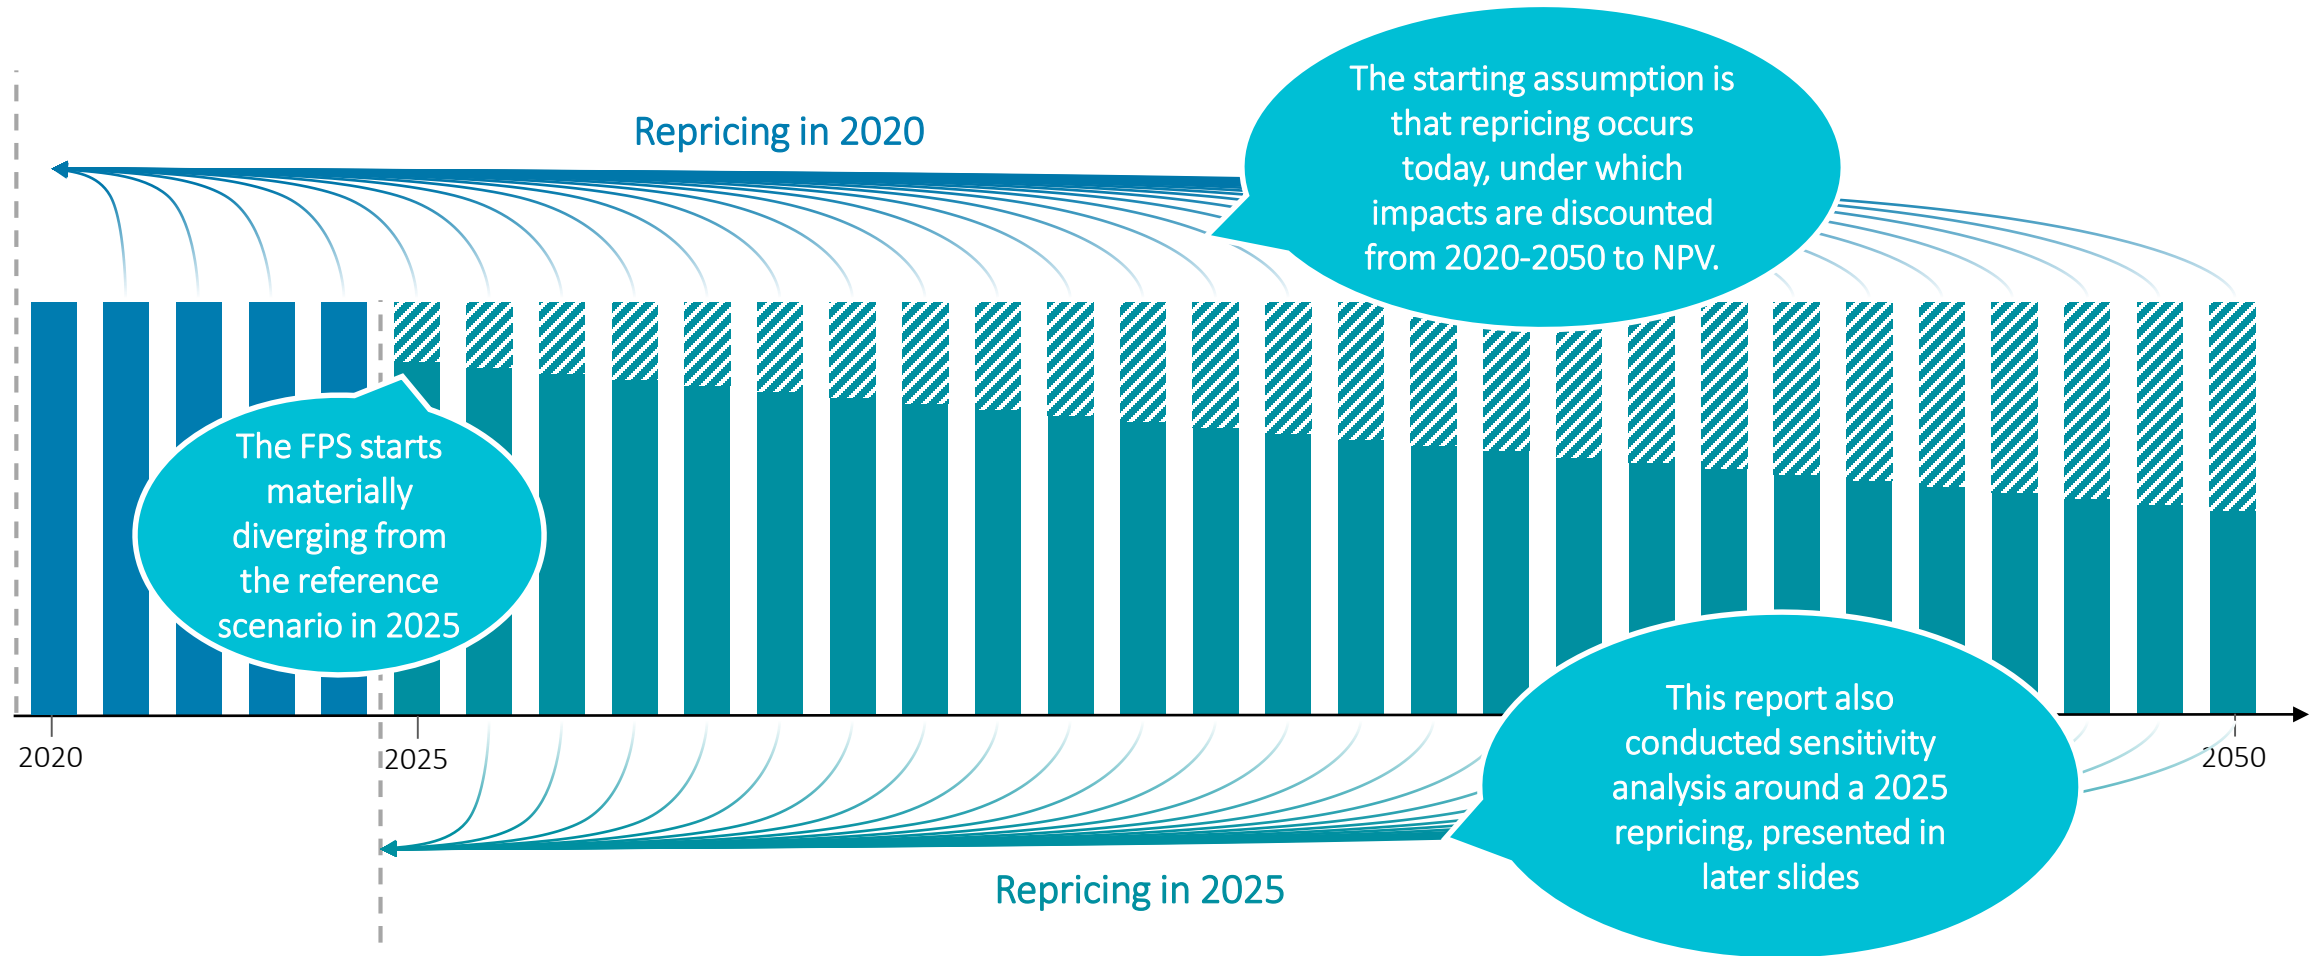 Repricing in 2020
The starting assumption is
that repricing occurs
today, under which
impacts are discounted
from 2020-2050 to NPV.
The FPS starts
materially
diverging from
the reference
scenario in 2025
2020
2025
2050
This report also
conducted sensitivity
analysis around a 2025
repricing, presented in
later slides
Repricing in 2025